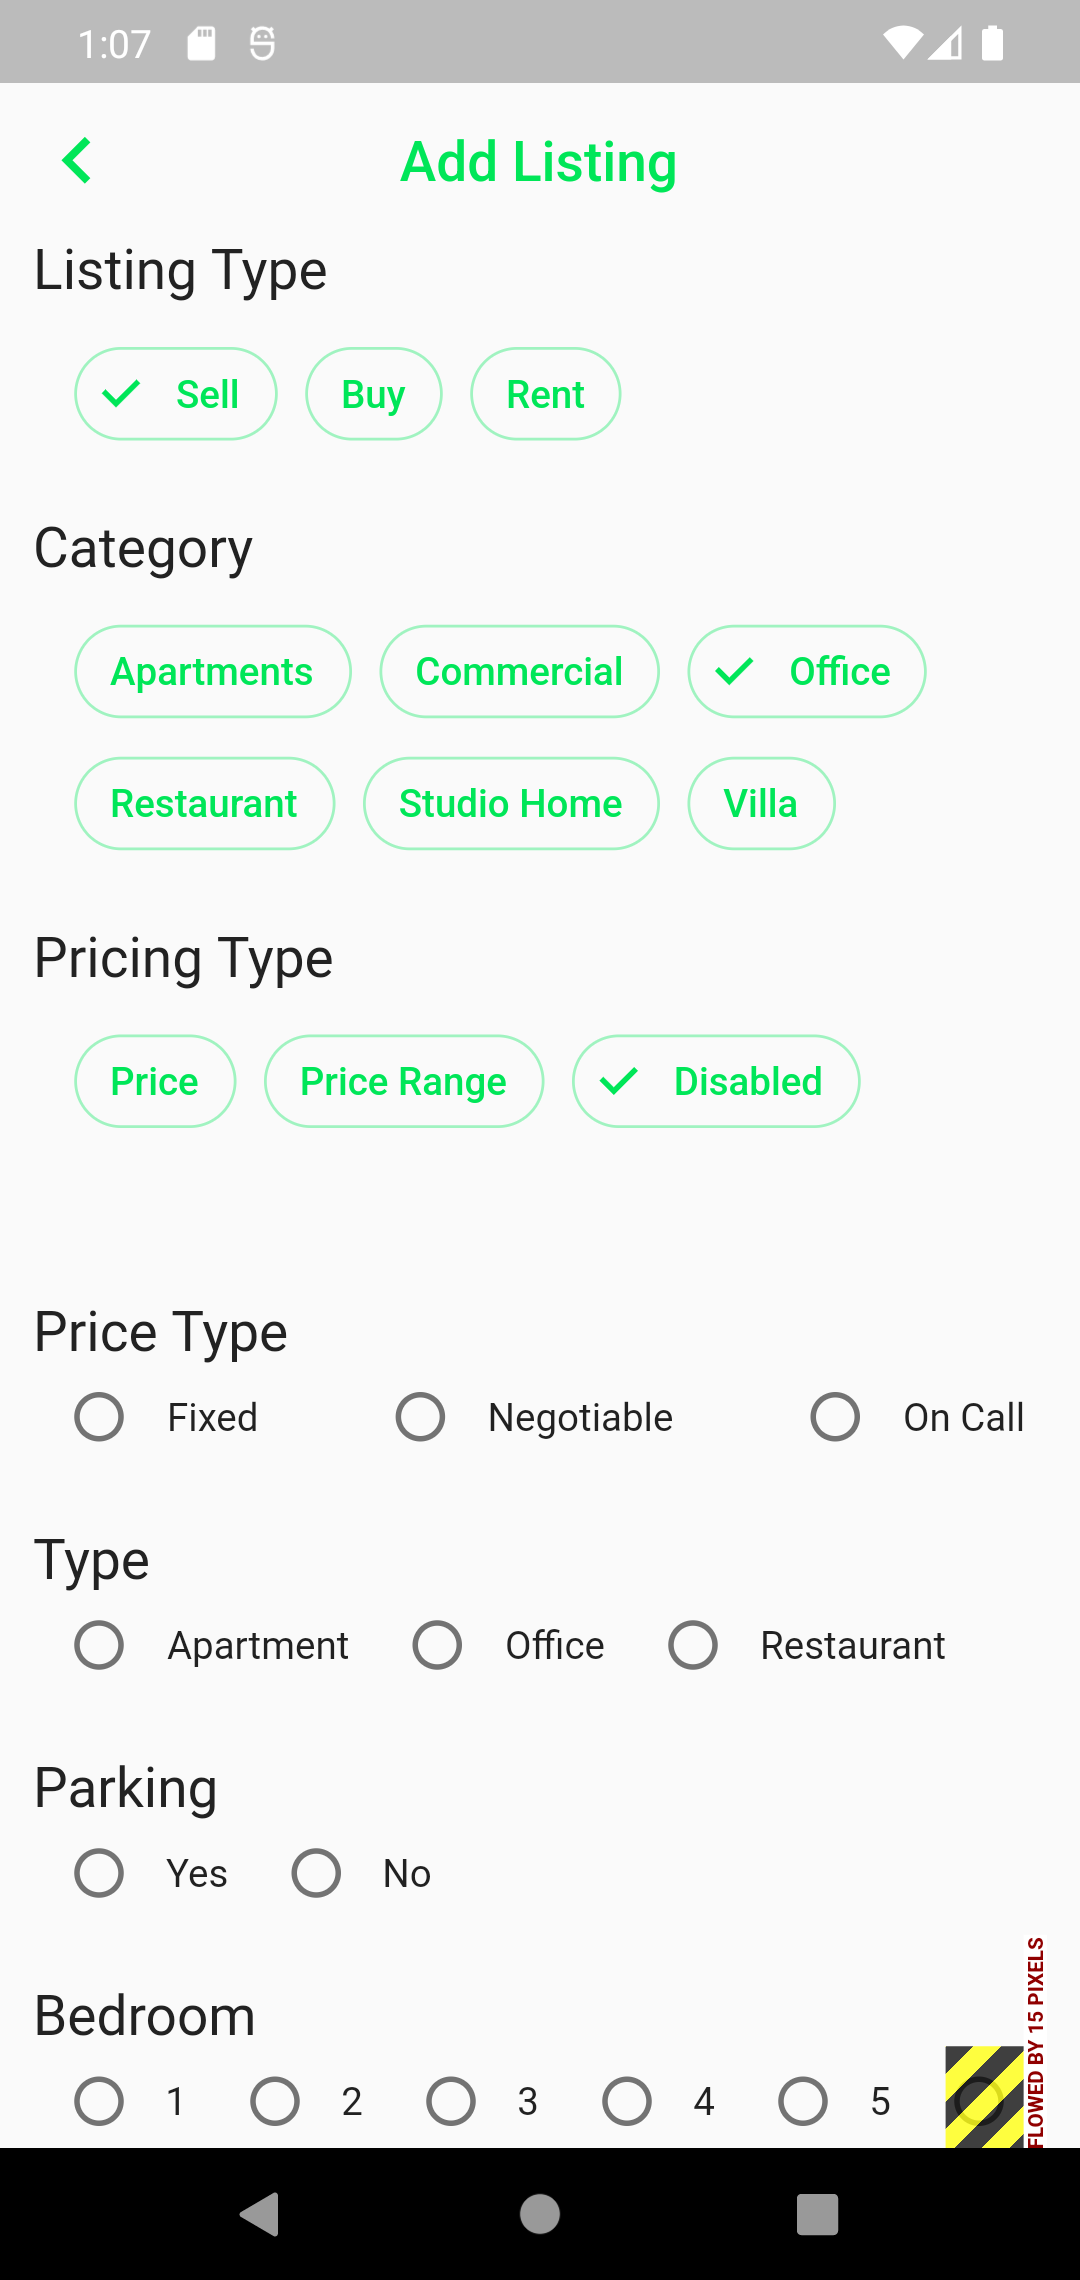 1:07
Add Listing
Listing Type
Sell Buy Rent
Category
Apartments Commercial Office
Restaurant Studio Home Villa
Pricing Type
Price Price Range Disabled
Price Type
Fixed Negotiable On Call
Type
Apartment Office Restaurant
Parking
Yes No
Bedroom
1 2 3 4 5
FLOWED BY 15 PIXELS